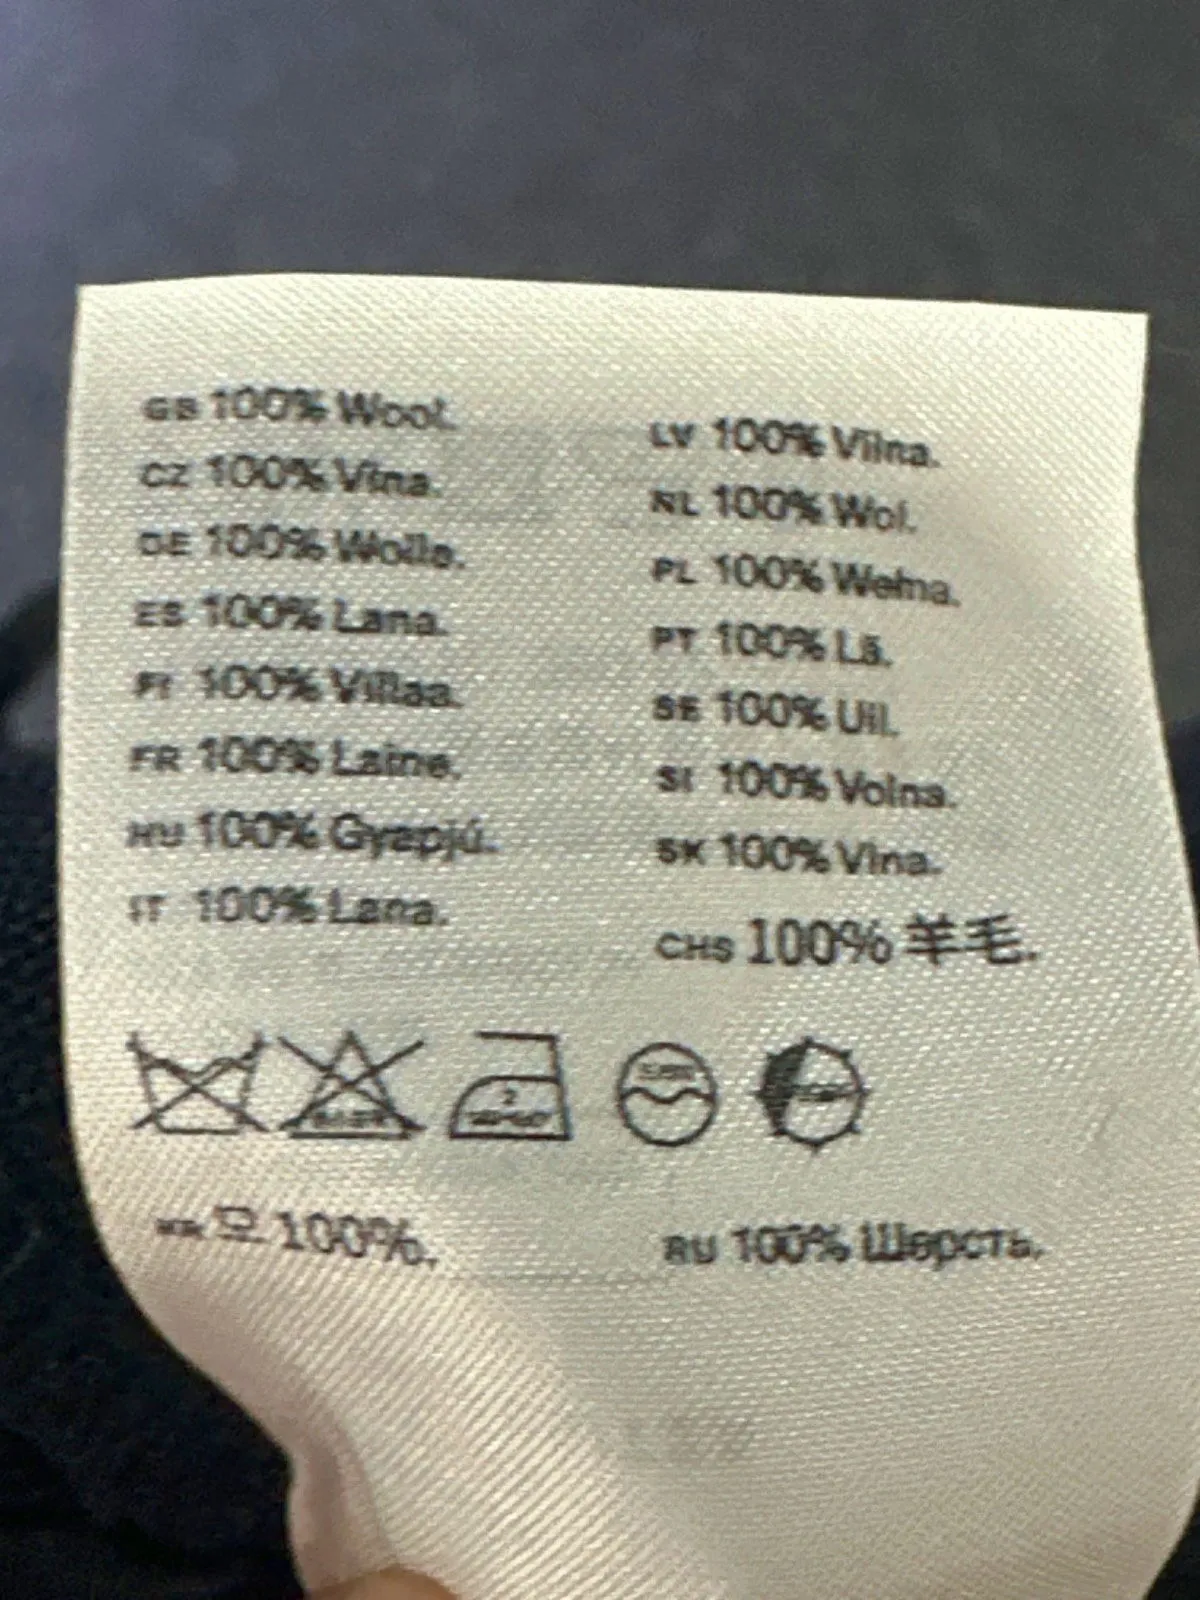 GB 100% Wool.
CZ 100% Vlna.
DE 100% Wolle.
ES 100% Lana.
FI 100% Villaa.
FR 100% Laine.
HU 100% Gyapjú.
IT 100% Lana.
LV 100% Vilna.
NL 100% Wol.
PL 100% Wełna.
PT 100% Lã.
SE 100% Ull.
SI 100% Volna.
SK 100% Vlna.
CHS 100% 羊毛.
2
KR 모 100%.
RU 100% Шерсть.